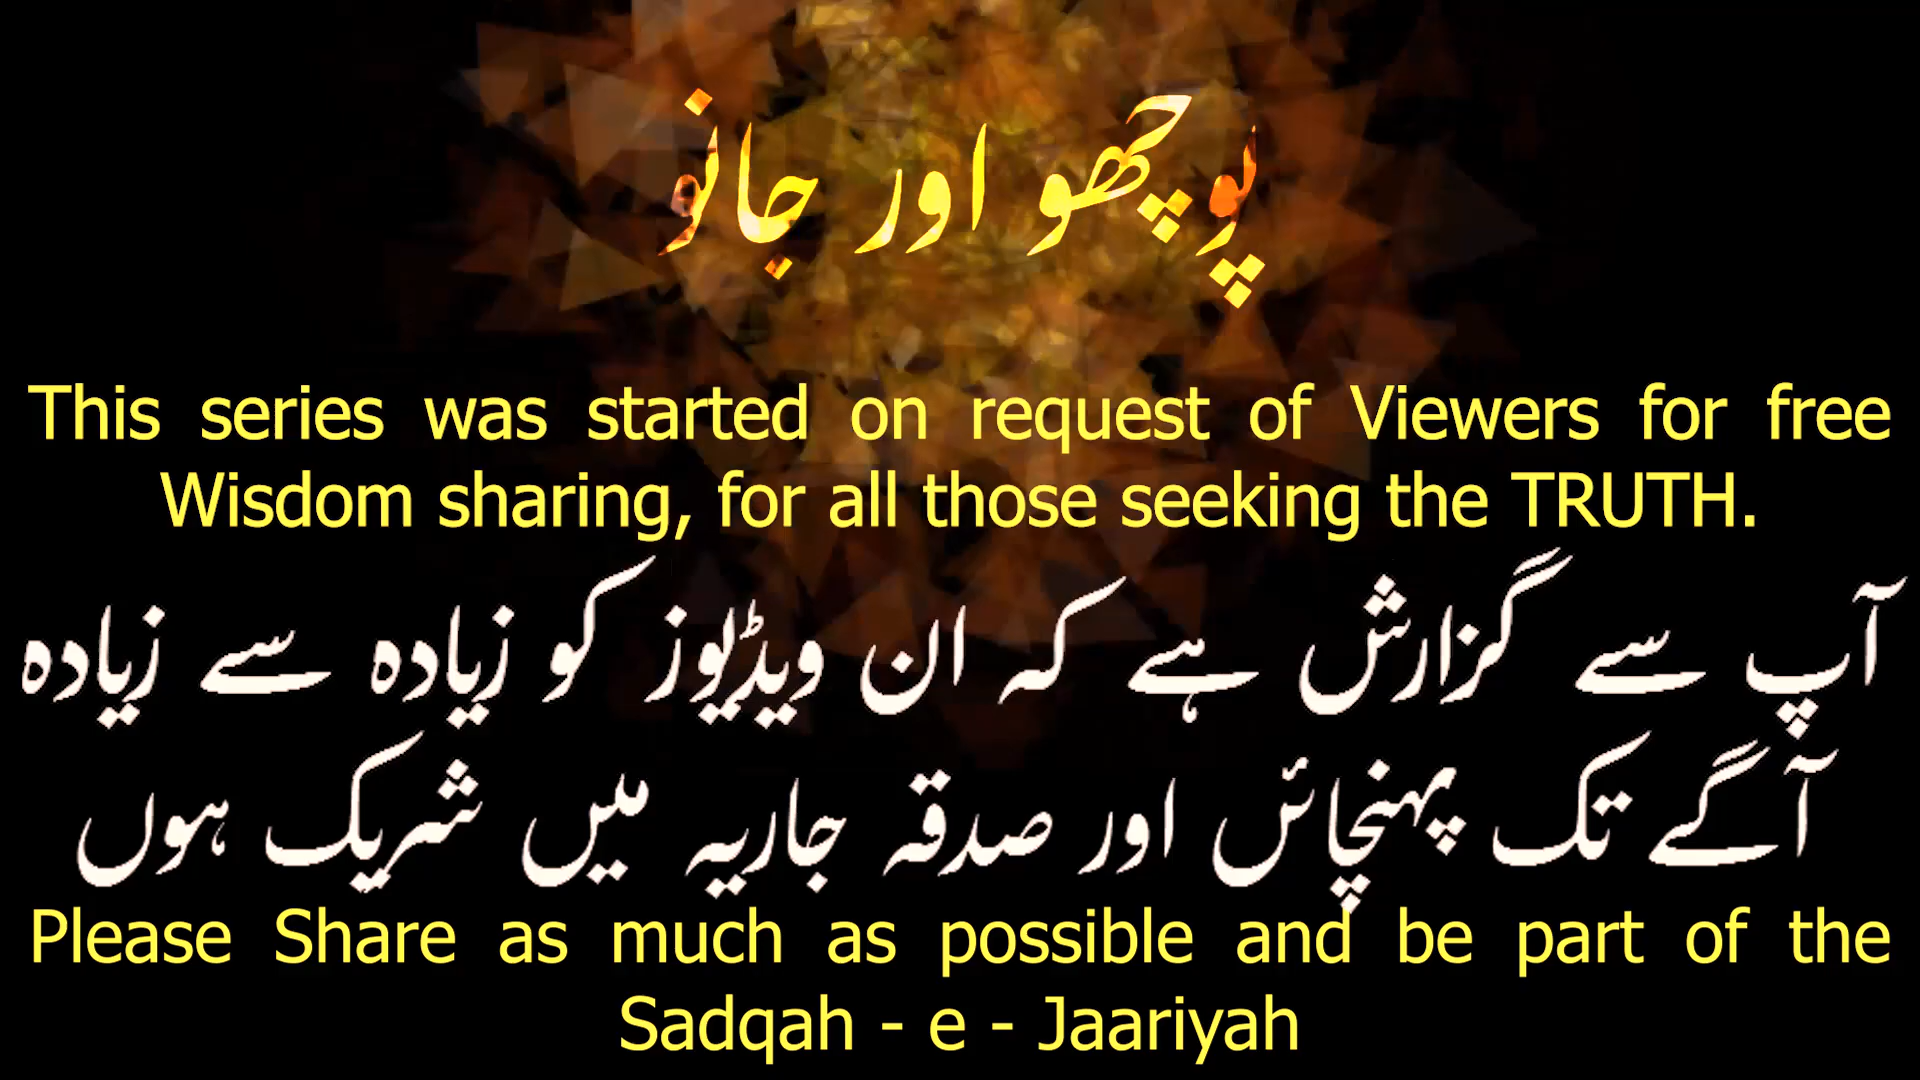 پوچھو اور جانو
This series was started on request of Viewers for free
Wisdom sharing, for all those seeking the TRUTH.
آپ سے گزارش ہے کہ ان ویڈیوز کو زیادہ سے زیادہ
آگے تک پہنچائں اور صدقہ جاریہ میں شریک ہوں
Please Share as much as possible and be part of the
Sadqah - e - Jaariyah